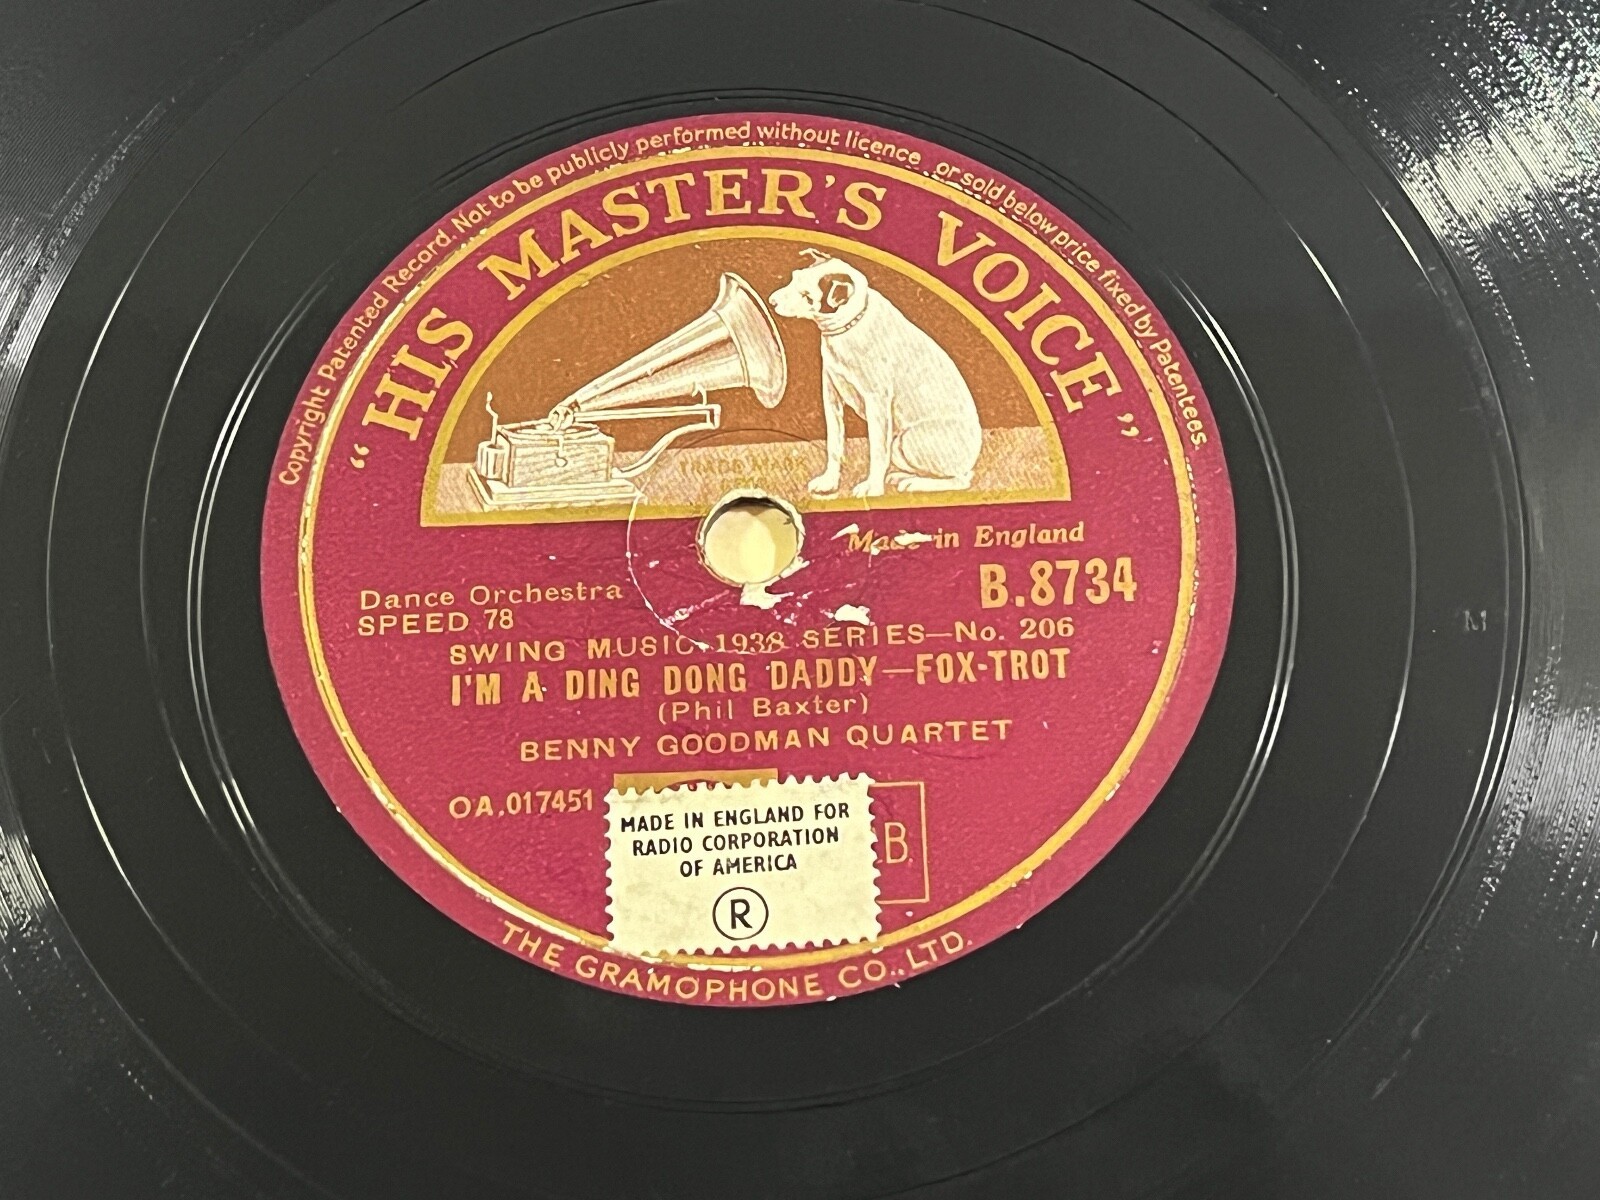 Copyright Patented Record. Not to be publicly performed without licence or sold below price fixed by Patentees.
"HIS MASTER'S VOICE"
TRADE MARK
Made in England
B.8734
Dance Orchestra
SPEED 78
SWING MUSIC 1938 SERIES—No. 206
I'M A DING DONG DADDY—FOX-TROT
(Phil Baxter)
BENNY GOODMAN QUARTET
OA.017451
MADE IN ENGLAND FOR
RADIO CORPORATION
OF AMERICA
R
B.
THE GRAMOPHONE CO., LTD.
M